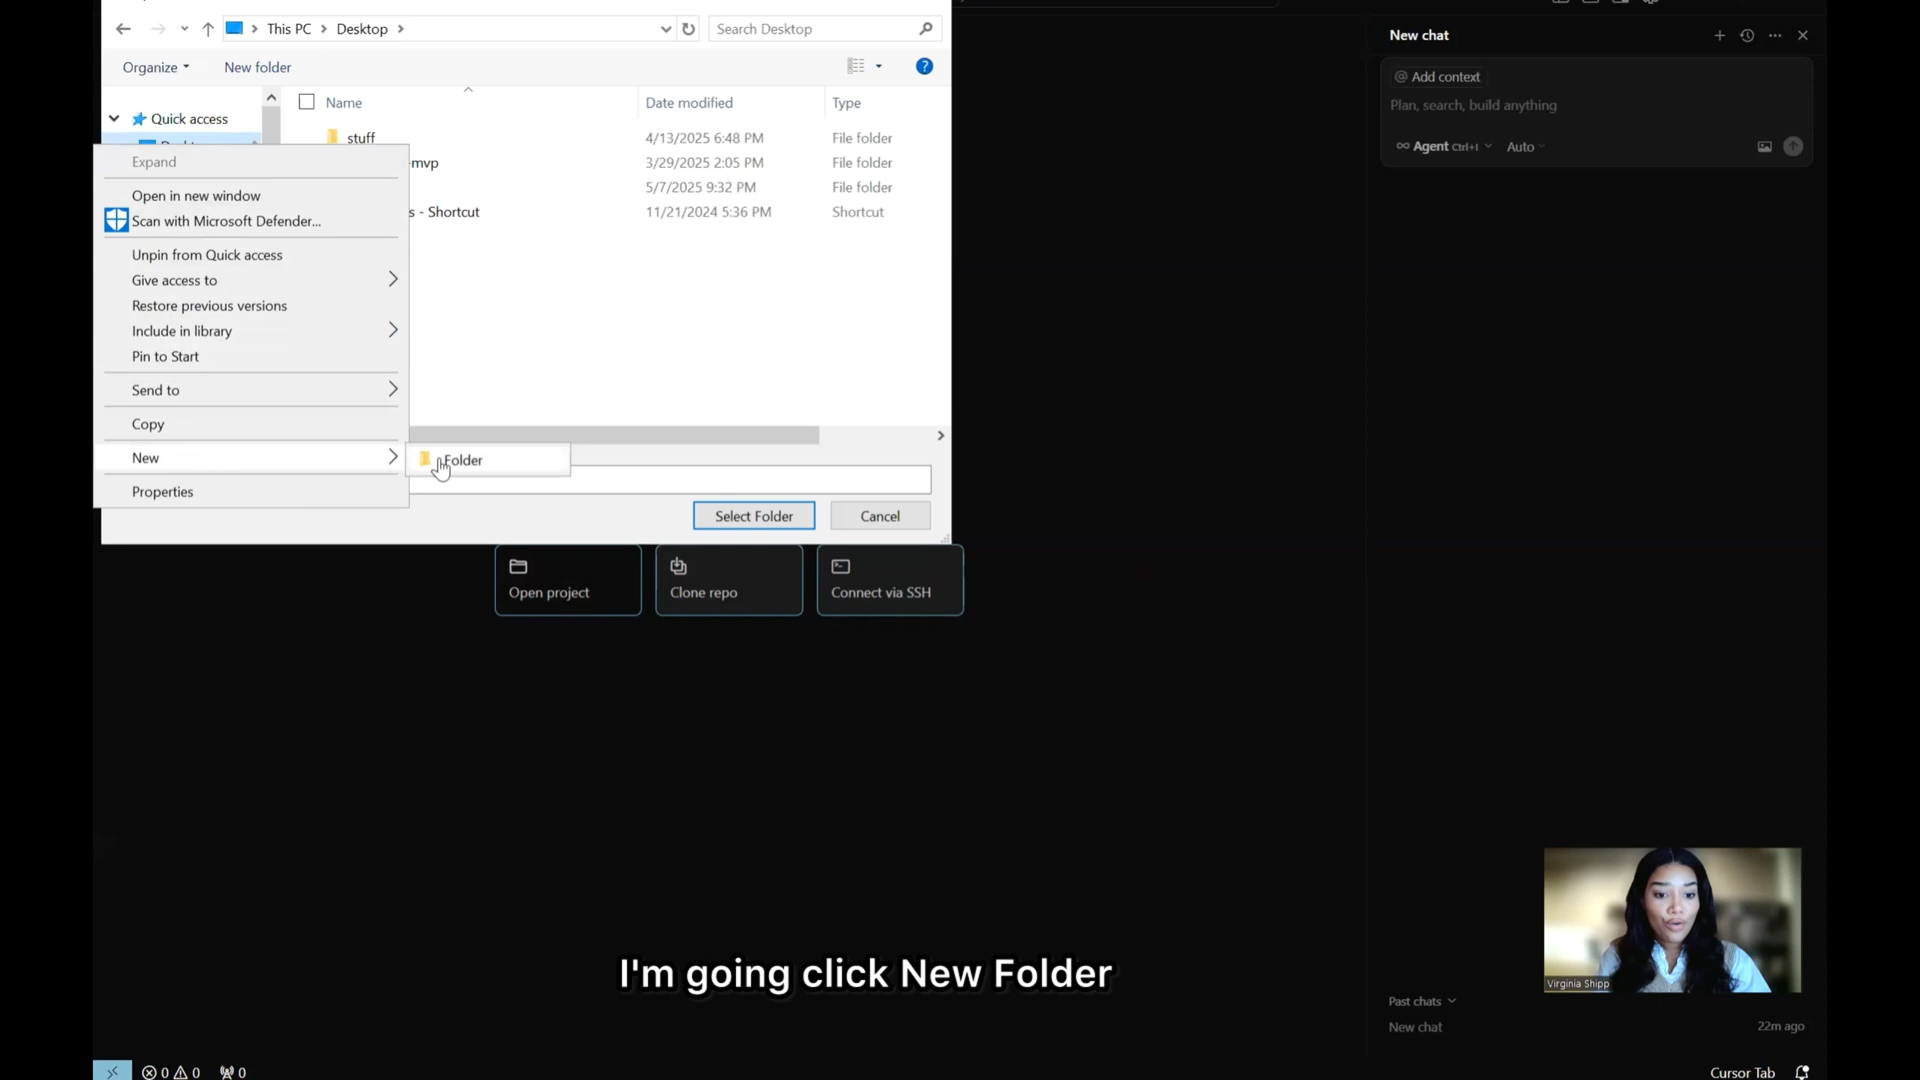 This PC
Desktop
Search Desktop
Organize
New folder
?
Name
Date modified
Type
Quick access
stuff
4/13/2025 6:48 PM
File folder
-mvp
3/29/2025 2:05 PM
File folder
5/7/2025 9:32 PM
File folder
s - Shortcut
11/21/2024 5:36 PM
Shortcut
Expand
Open in new window
Scan with Microsoft Defender...
Unpin from Quick access
Give access to
Restore previous versions
Include in library
Pin to Start
Send to
Copy
New
Folder
Properties
Select Folder
Cancel
Open project
Clone repo
Connect via SSH
New chat
@ Add context
Plan, search, build anything
∞ Agent Ctrl+I
Auto
Virginia Shipp
I'm going click New Folder
Past chats
New chat
22m ago
0
0
0
Cursor Tab